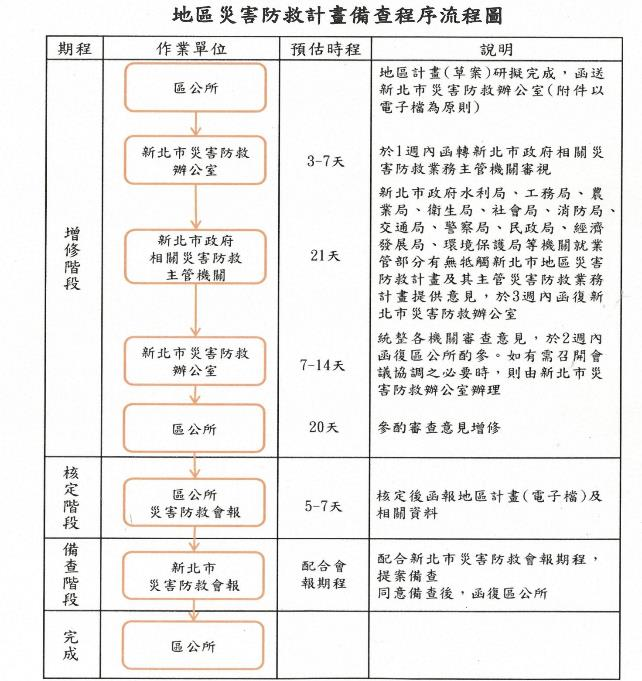 地區災害防救計畫備查程序流程圖
期程 作業單位 預估時程 說明
增修階段
區公所
地區計畫(草案)研擬完成，函送
新北市災害防救辦公室(附件以
電子檔為原則)
新北市災害防救
辦公室
3-7天
於1週內函轉新北市政府相關災
害防救業務主管機關審視
新北市政府
相關災害防救
主管機關
21天
新北市政府水利局、工務局、農
業局、衛生局、社會局、消防局、
交通局、警察局、民政局、經濟
發展局、環境保護局等機關就業
管部分有無牴觸新北市地區災害
防救計畫及其主管災害防救業務
計畫提供意見，於3週內函復新
北市災害防救辦公室
新北市災害防救
辦公室
7-14天
統整各機關審查意見，於2週內
函復區公所酌參。如有需召開會
議協調之必要時，則由新北市災
害防救辦公室辦理
區公所
20天
參酌審查意見增修
核定階段
區公所
災害防救會報
5-7天
核定後函報地區計畫(電子檔)及
相關資料
備查階段
新北市
災害防救會報
配合會
報期程
配合新北市災害防救會報期程，
提案備查
同意備查後，函復區公所
完成
區公所